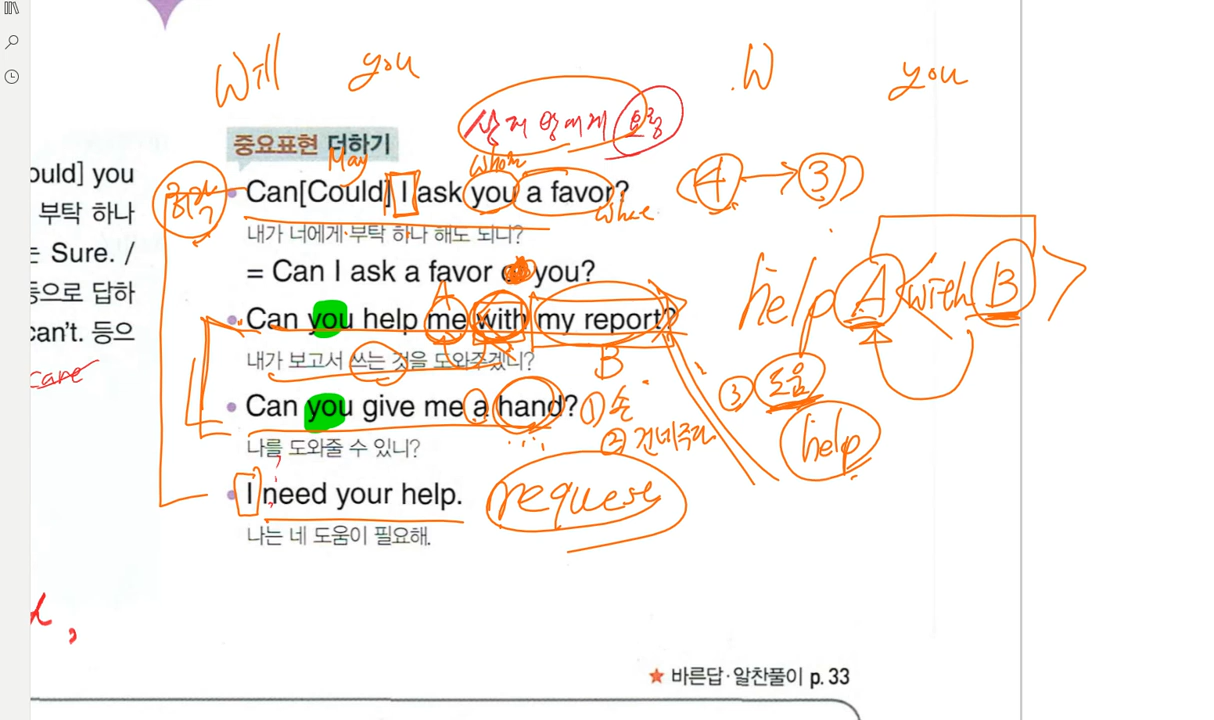 Will you W you
상대방에게 요청
중요표현 더하기
May whom
ould] you
허락 Can[Could] I ask you a favor? 4 → 3
부탁 하나
내가 너에게 부탁 하나 해도 되니?
= Sure. /
= Can I ask a favor you?
help A with B
등으로 답하
A
Can you help me with my report?
can't. 등으
내가 보고서 쓰는 것을 도와주겠니? B
care
③ 도움
Can you give me a hand? ① 손
② 건네주다
help
나를 도와줄 수 있니?
I need your help. request
나는 네 도움이 필요해.
★ 바른답·알찬풀이 p. 33